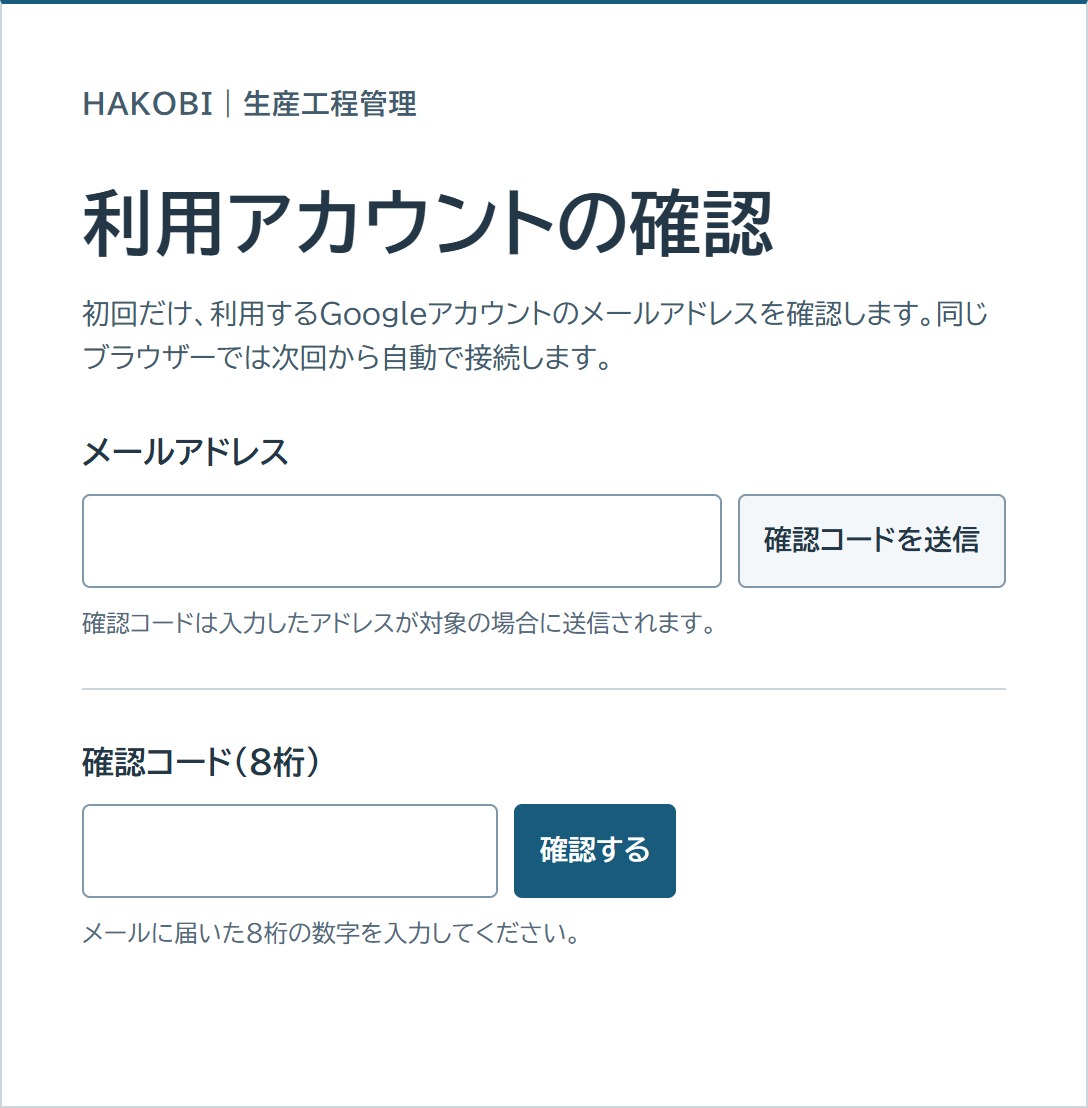 HAKOBI｜生産工程管理
利用アカウントの確認
初回だけ、利用するGoogleアカウントのメールアドレスを確認します。同じ
ブラウザーでは次回から自動で接続します。
メールアドレス
確認コードを送信
確認コードは入力したアドレスが対象の場合に送信されます。
確認コード（8桁）
確認する
メールに届いた8桁の数字を入力してください。